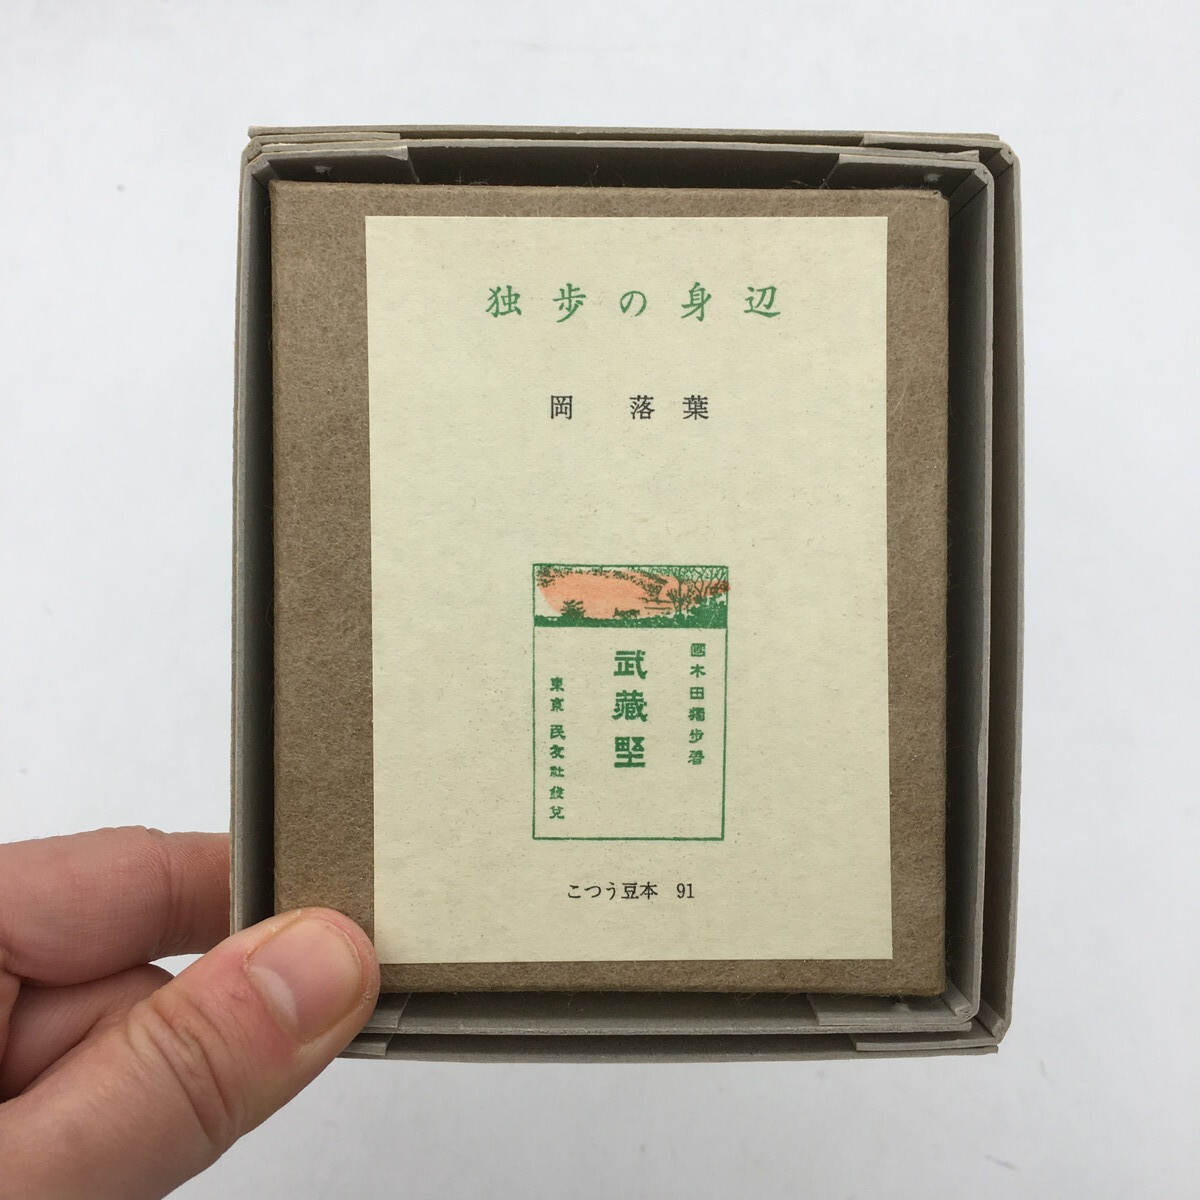 独歩の身辺
岡 落葉
國木田獨歩著
武蔵野
東京 民友社發兌
こつう豆本 91